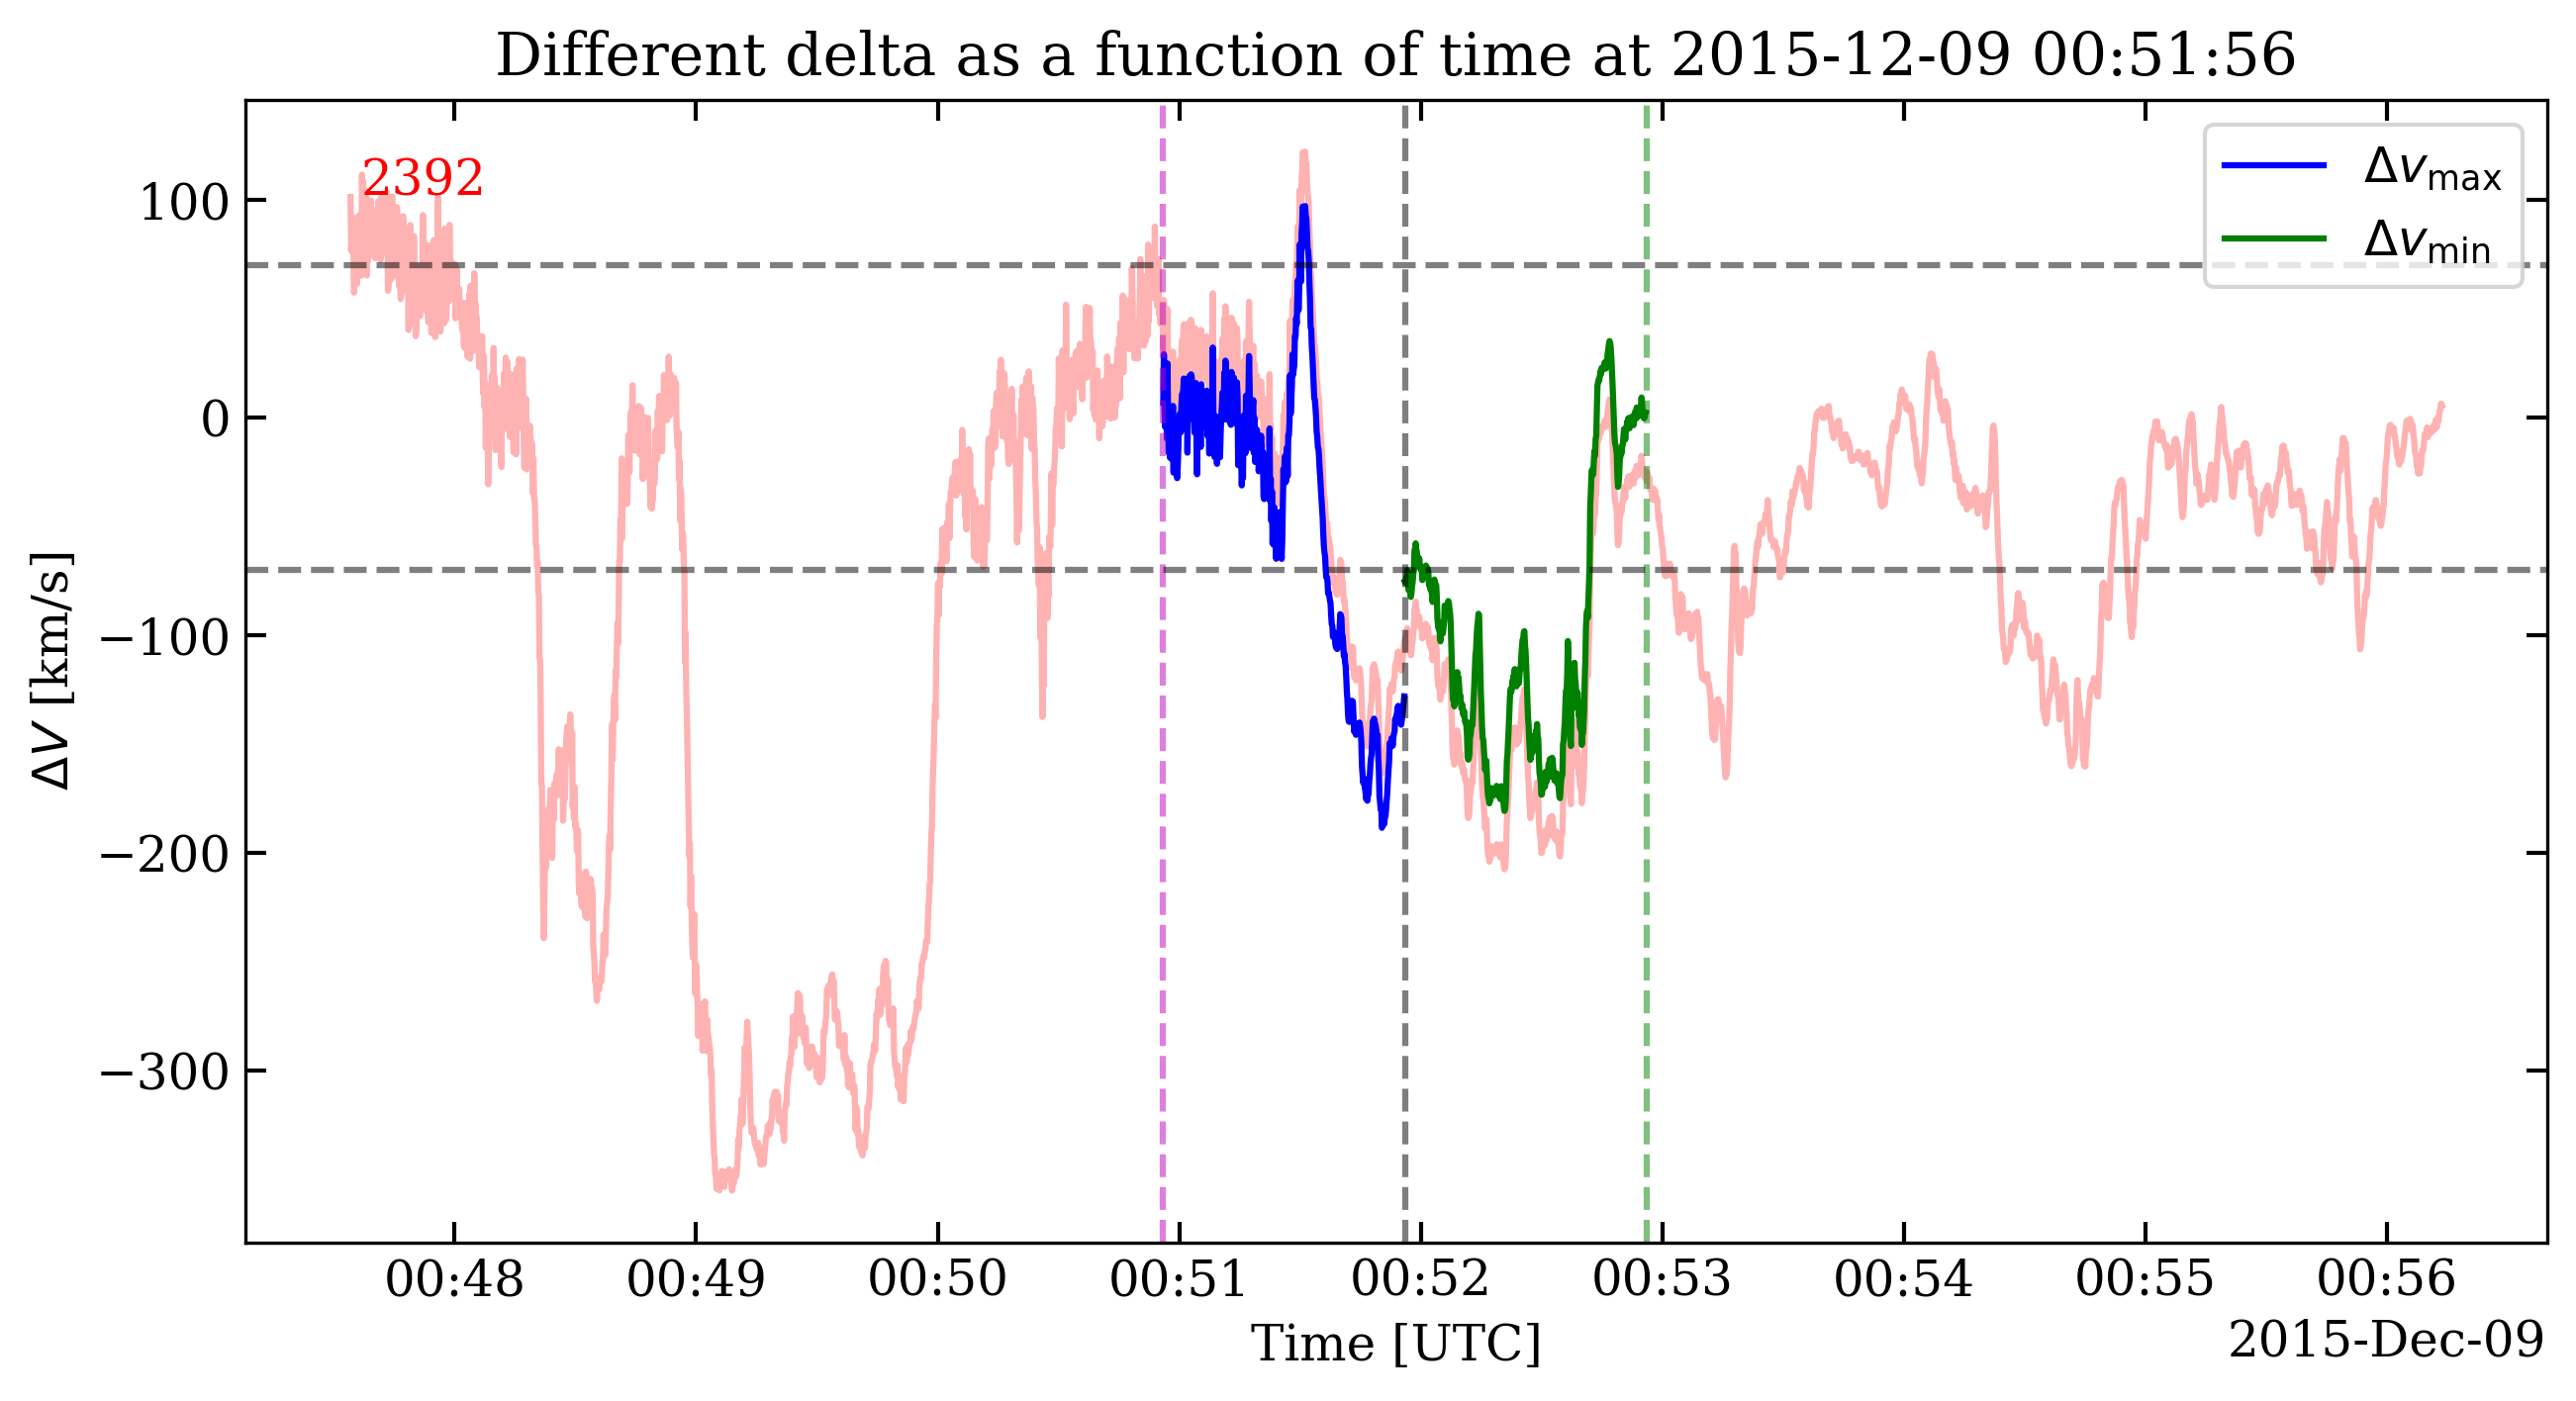 Different delta as a function of time at 2015-12-09 00:51:56
2392
Δv_max
Δv_min
100
0
−100
−200
−300
ΔV [km/s]
00:48 00:49 00:50 00:51 00:52 00:53 00:54 00:55 00:56
Time [UTC]
2015-Dec-09